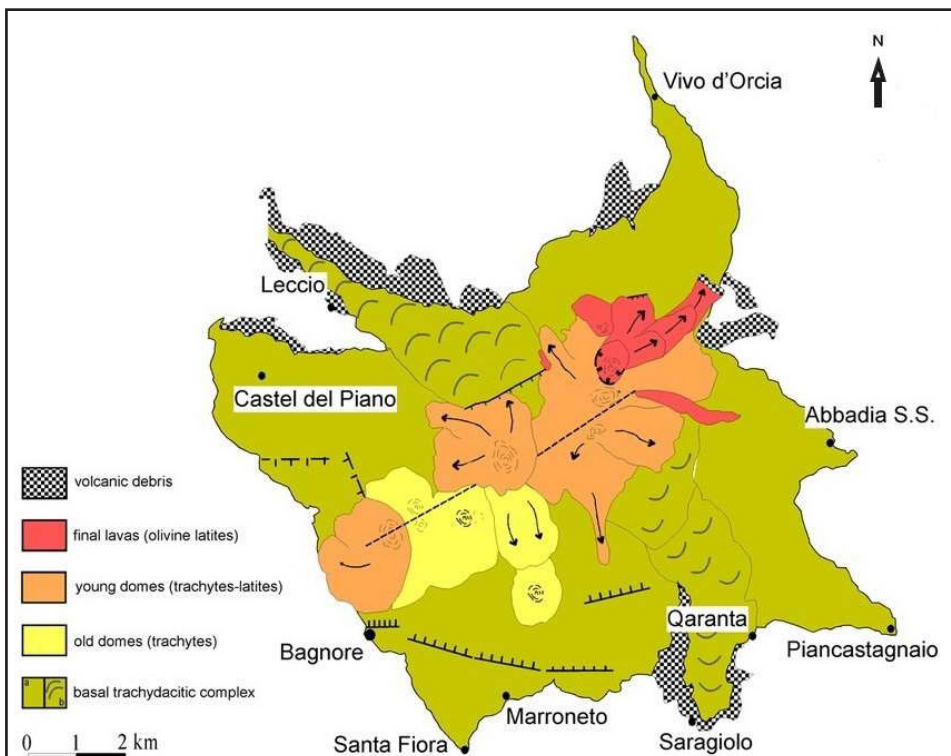 N
Vivo d'Orcia
Leccio
Castel del Piano
Abbadia S.S.
volcanic debris
final lavas (olivine latites)
young domes (trachytes-latites)
old domes (trachytes)
Bagnore
Qaranta
Piancastagnaio
a
b
basal trachydacitic complex
Marroneto
Saragiolo
Santa Fiora
0 1 2 km